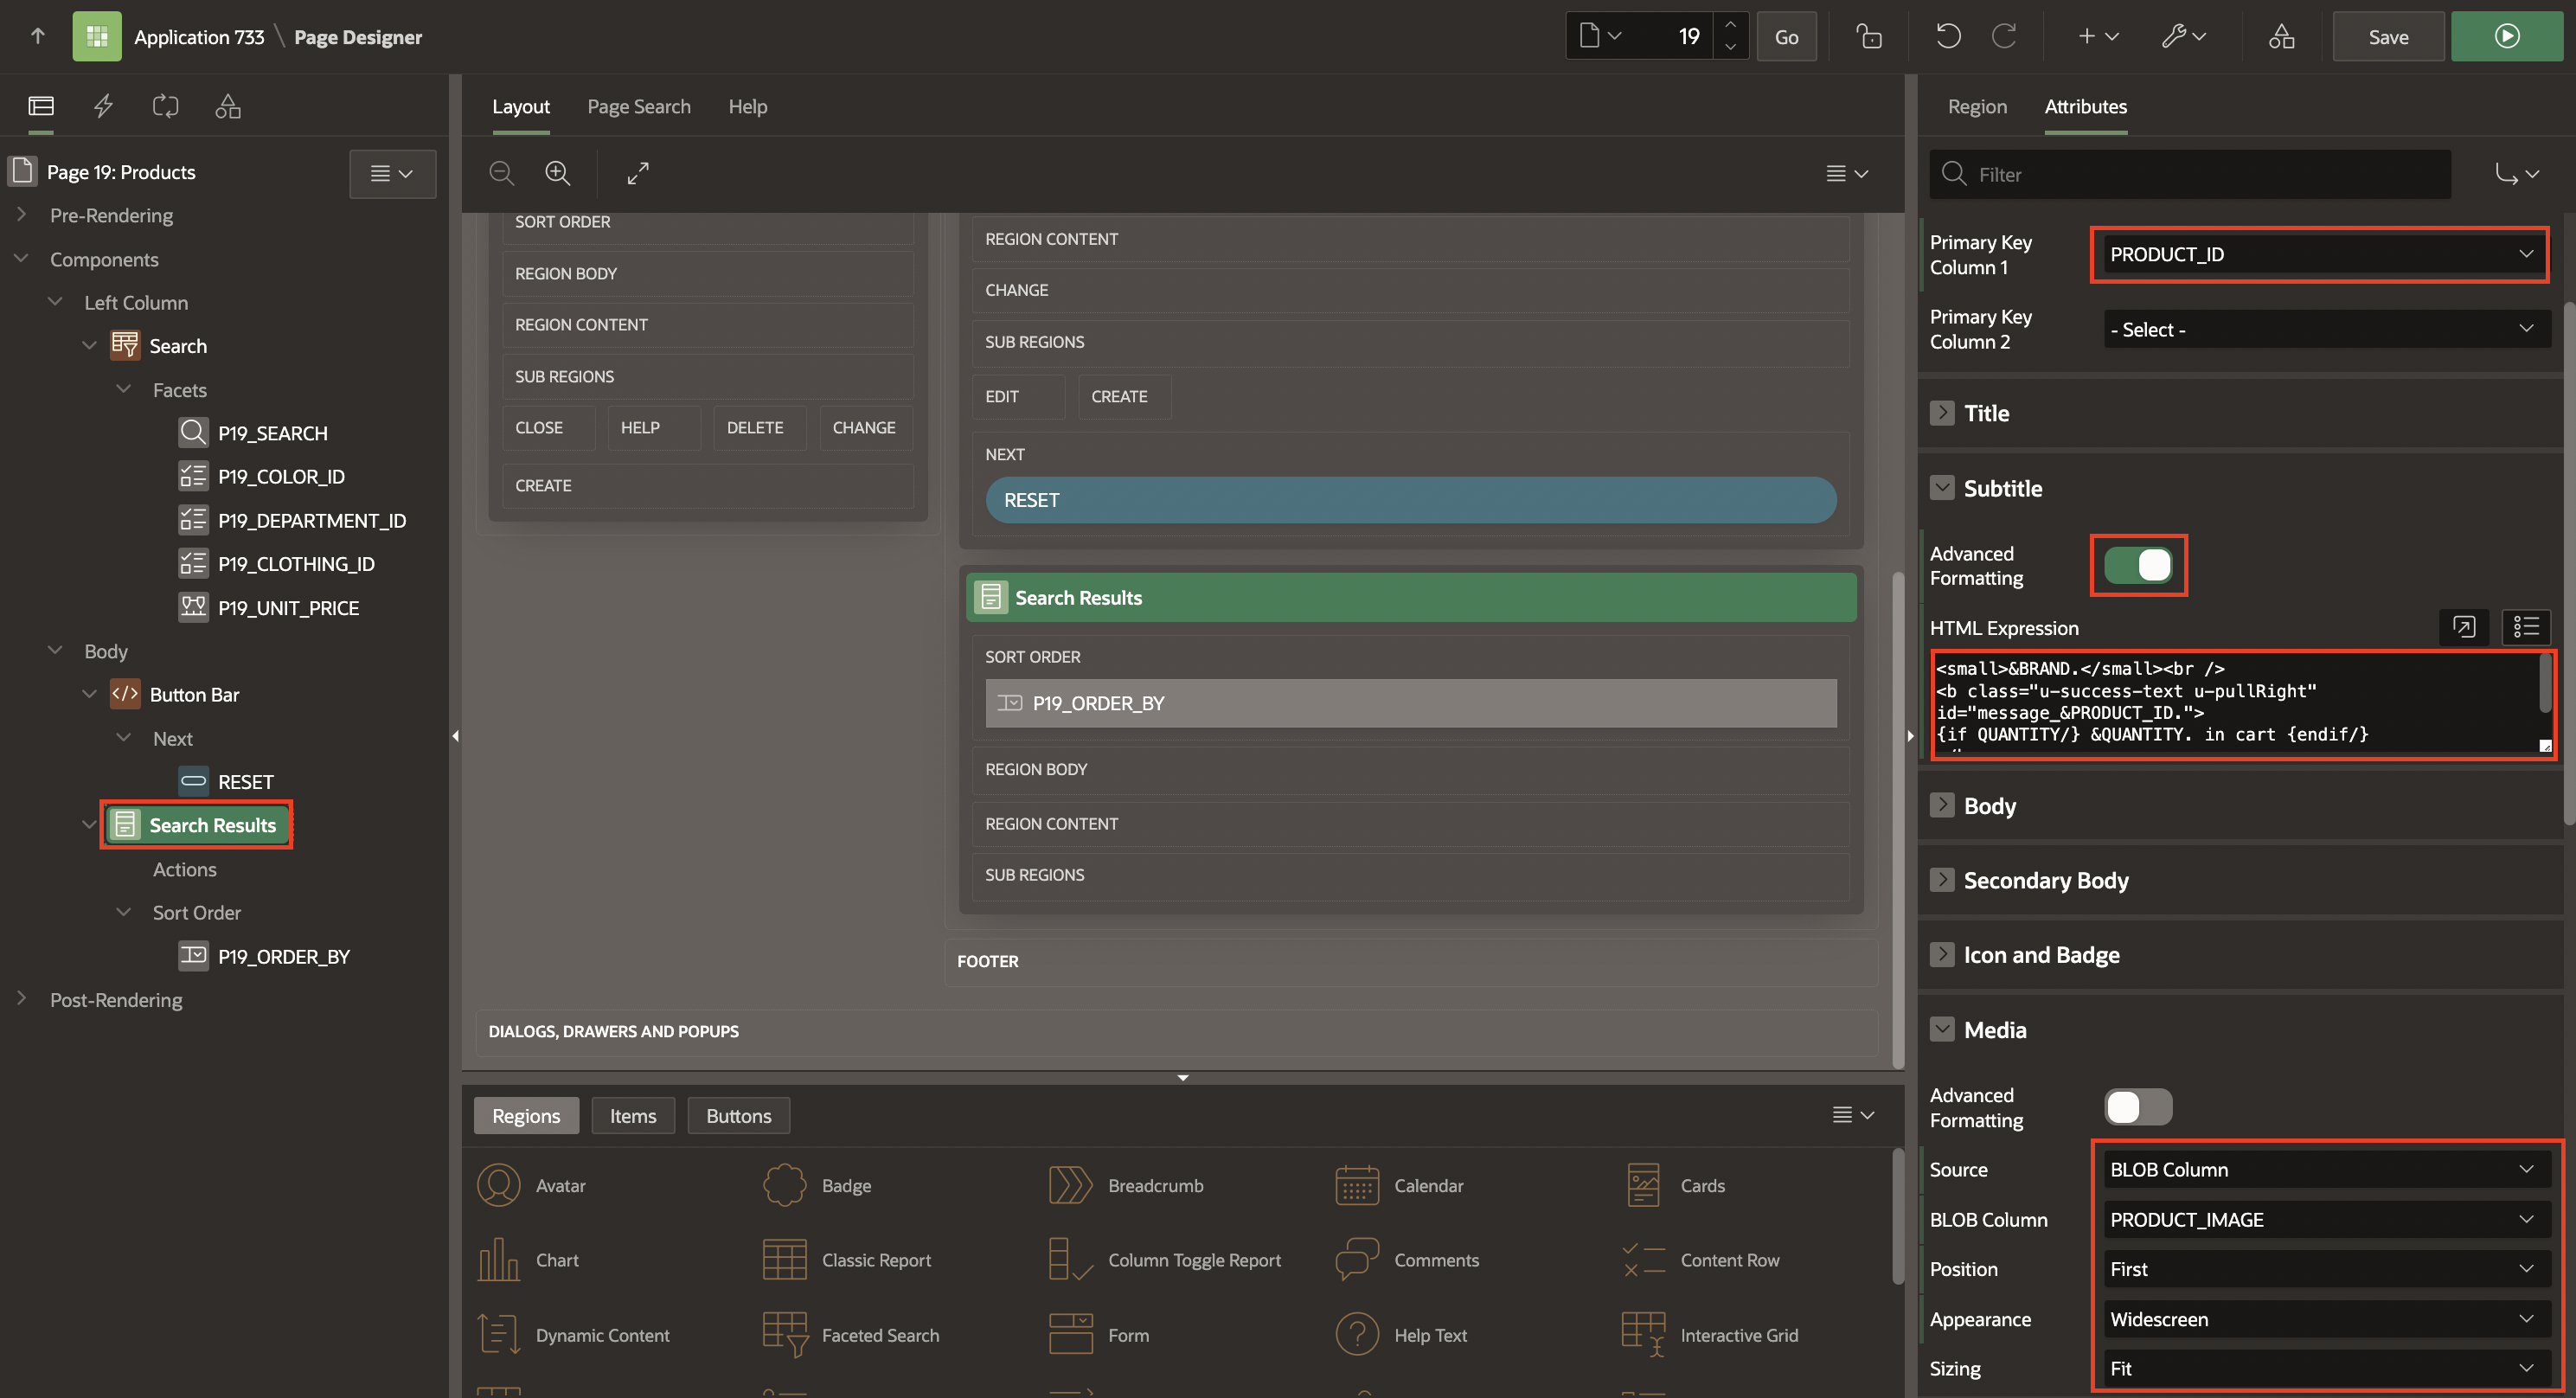 Application 733 \ Page Designer
19
Go
Save
Page 19: Products
Pre-Rendering
Components
Left Column
Search
Facets
P19_SEARCH
P19_COLOR_ID
P19_DEPARTMENT_ID
P19_CLOTHING_ID
P19_UNIT_PRICE
Body
Button Bar
Next
RESET
Search Results
Actions
Sort Order
P19_ORDER_BY
Post-Rendering
Layout
Page Search
Help
SORT ORDER
REGION BODY
REGION CONTENT
SUB REGIONS
CLOSE
HELP
DELETE
CHANGE
CREATE
REGION CONTENT
CHANGE
SUB REGIONS
EDIT
CREATE
NEXT
RESET
Search Results
SORT ORDER
P19_ORDER_BY
REGION BODY
REGION CONTENT
SUB REGIONS
FOOTER
DIALOGS, DRAWERS AND POPUPS
Regions
Items
Buttons
Avatar
Badge
Breadcrumb
Calendar
Cards
Chart
Classic Report
Column Toggle Report
Comments
Content Row
Dynamic Content
Faceted Search
Form
Help Text
Interactive Grid
Region
Attributes
Filter
Primary Key
Column 1
PRODUCT_ID
Primary Key
Column 2
- Select -
Title
Subtitle
Advanced
Formatting
HTML Expression
<small>&BRAND.</small><br />
<b class="u-success-text u-pullRight"
id="message_&PRODUCT_ID.">
{if QUANTITY/} &QUANTITY. in cart {endif/}
Body
Secondary Body
Icon and Badge
Media
Advanced
Formatting
Source
BLOB Column
BLOB Column
PRODUCT_IMAGE
Position
First
Appearance
Widescreen
Sizing
Fit